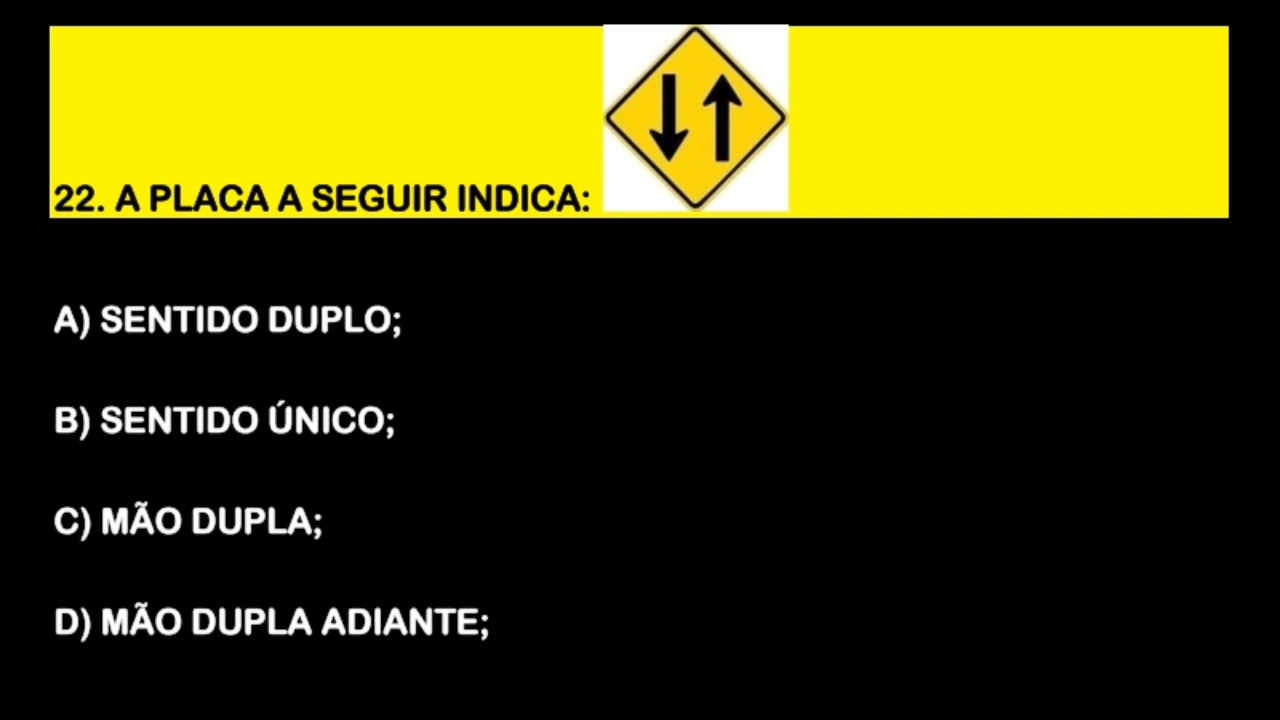 22. A PLACA A SEGUIR INDICA:
A) SENTIDO DUPLO;
B) SENTIDO ÚNICO;
C) MÃO DUPLA;
D) MÃO DUPLA ADIANTE;